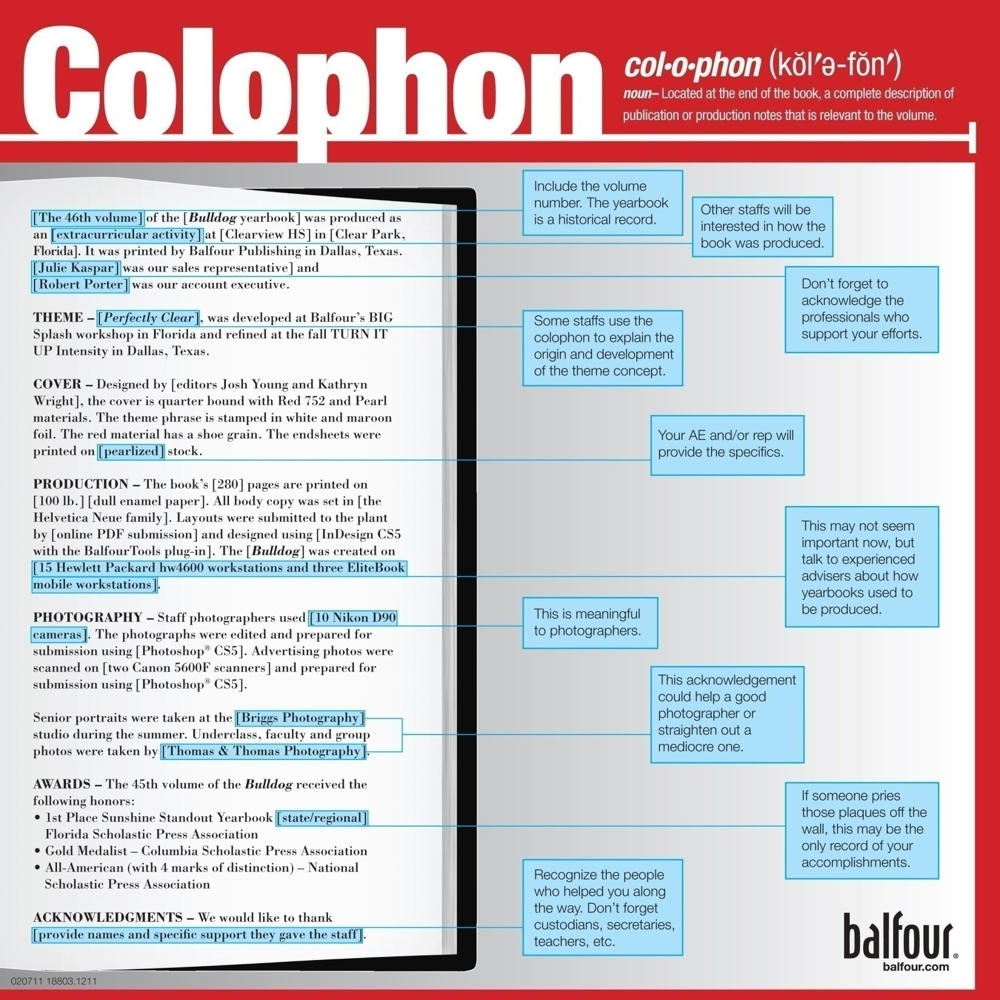 Colophon
col•o•phon (kŏl′ə-fŏn′)
noun– Located at the end of the book, a complete description of
publication or production notes that is relevant to the volume.
[The 46th volume] of the [Bulldog yearbook] was produced as
an [extracurricular activity] at [Clearview HS] in [Clear Park,
Florida]. It was printed by Balfour Publishing in Dallas, Texas.
[Julie Kaspar] was our sales representative] and
[Robert Porter] was our account executive.
THEME – [Perfectly Clear], was developed at Balfour's BIG
Splash workshop in Florida and refined at the fall TURN IT
UP Intensity in Dallas, Texas.
COVER – Designed by [editors Josh Young and Kathryn
Wright], the cover is quarter bound with Red 752 and Pearl
materials. The theme phrase is stamped in white and maroon
foil. The red material has a shoe grain. The endsheets were
printed on [pearlized] stock.
PRODUCTION – The book's [280] pages are printed on
[100 lb.] [dull enamel paper]. All body copy was set in [the
Helvetica Neue family]. Layouts were submitted to the plant
by [online PDF submission] and designed using [InDesign CS5
with the BalfourTools plug-in]. The [Bulldog] was created on
[15 Hewlett Packard hw4600 workstations and three EliteBook
mobile workstations].
PHOTOGRAPHY – Staff photographers used [10 Nikon D90
cameras]. The photographs were edited and prepared for
submission using [Photoshop® CS5]. Advertising photos were
scanned on [two Canon 5600F scanners] and prepared for
submission using [Photoshop® CS5].
Senior portraits were taken at the [Briggs Photography]
studio during the summer. Underclass, faculty and group
photos were taken by [Thomas & Thomas Photography].
AWARDS – The 45th volume of the Bulldog received the
following honors:
• 1st Place Sunshine Standout Yearbook [state/regional]
Florida Scholastic Press Association
• Gold Medalist – Columbia Scholastic Press Association
• All-American (with 4 marks of distinction) – National
Scholastic Press Association
ACKNOWLEDGMENTS – We would like to thank
[provide names and specific support they gave the staff].
Include the volume
number. The yearbook
is a historical record.
Other staffs will be
interested in how the
book was produced.
Don't forget to
acknowledge the
professionals who
support your efforts.
Some staffs use the
colophon to explain the
origin and development
of the theme concept.
Your AE and/or rep will
provide the specifics.
This may not seem
important now, but
talk to experienced
advisers about how
yearbooks used to
be produced.
This is meaningful
to photographers.
This acknowledgement
could help a good
photographer or
straighten out a
mediocre one.
If someone pries
those plaques off the
wall, this may be the
only record of your
accomplishments.
Recognize the people
who helped you along
the way. Don't forget
custodians, secretaries,
teachers, etc.
balfour®
balfour.com
020711 18803.1211